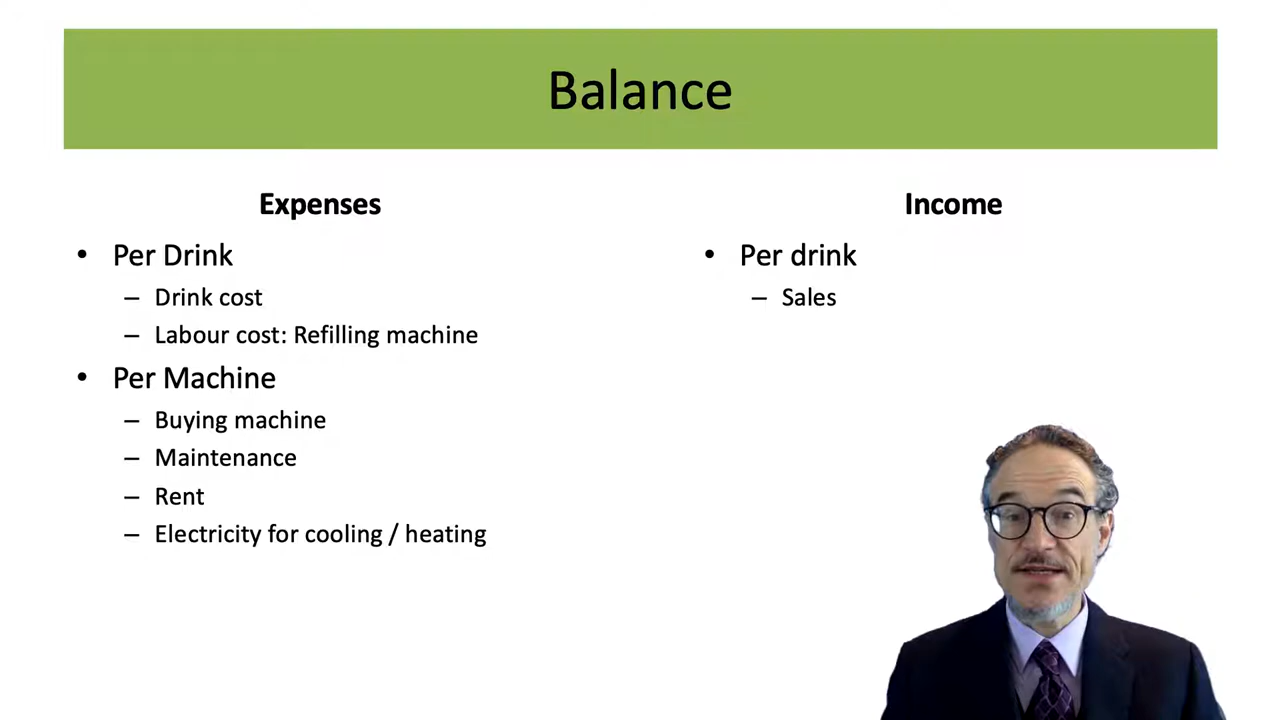 Balance
Expenses
• Per Drink
– Drink cost
– Labour cost: Refilling machine
• Per Machine
– Buying machine
– Maintenance
– Rent
– Electricity for cooling / heating
Income
• Per drink
– Sales